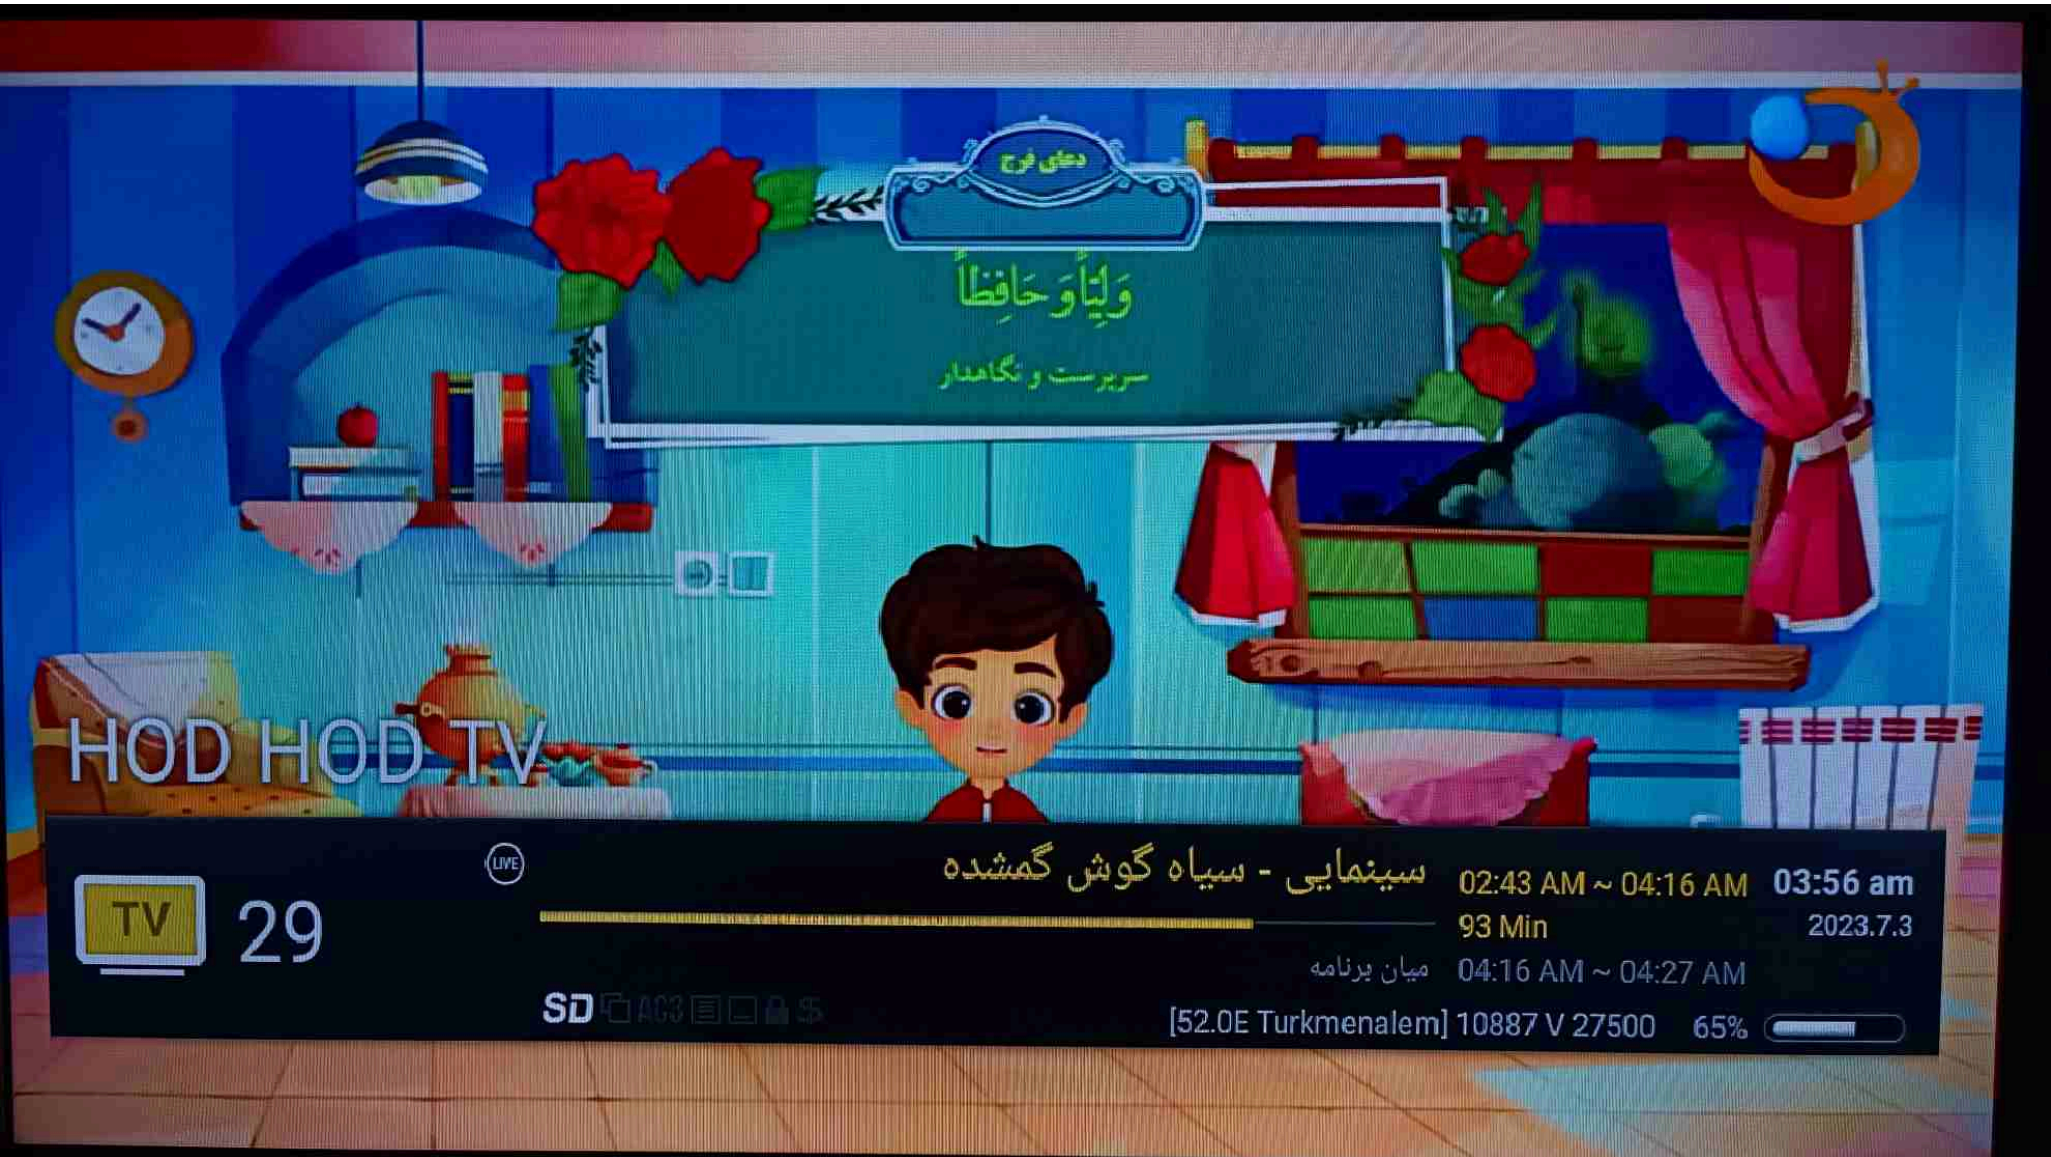 دعای فرج
وَلِيّاً وَ حَافِظاً
سرپرست و نگاهدار
HOD HOD TV
LIVE
سینمایی - سیاه گوش گمشده
02:43 AM ~ 04:16 AM
03:56 am
TV
29
93 Min
2023.7.3
میان برنامه
04:16 AM ~ 04:27 AM
SD
AC3
$
[52.0E Turkmenalem] 10887 V 27500
65%